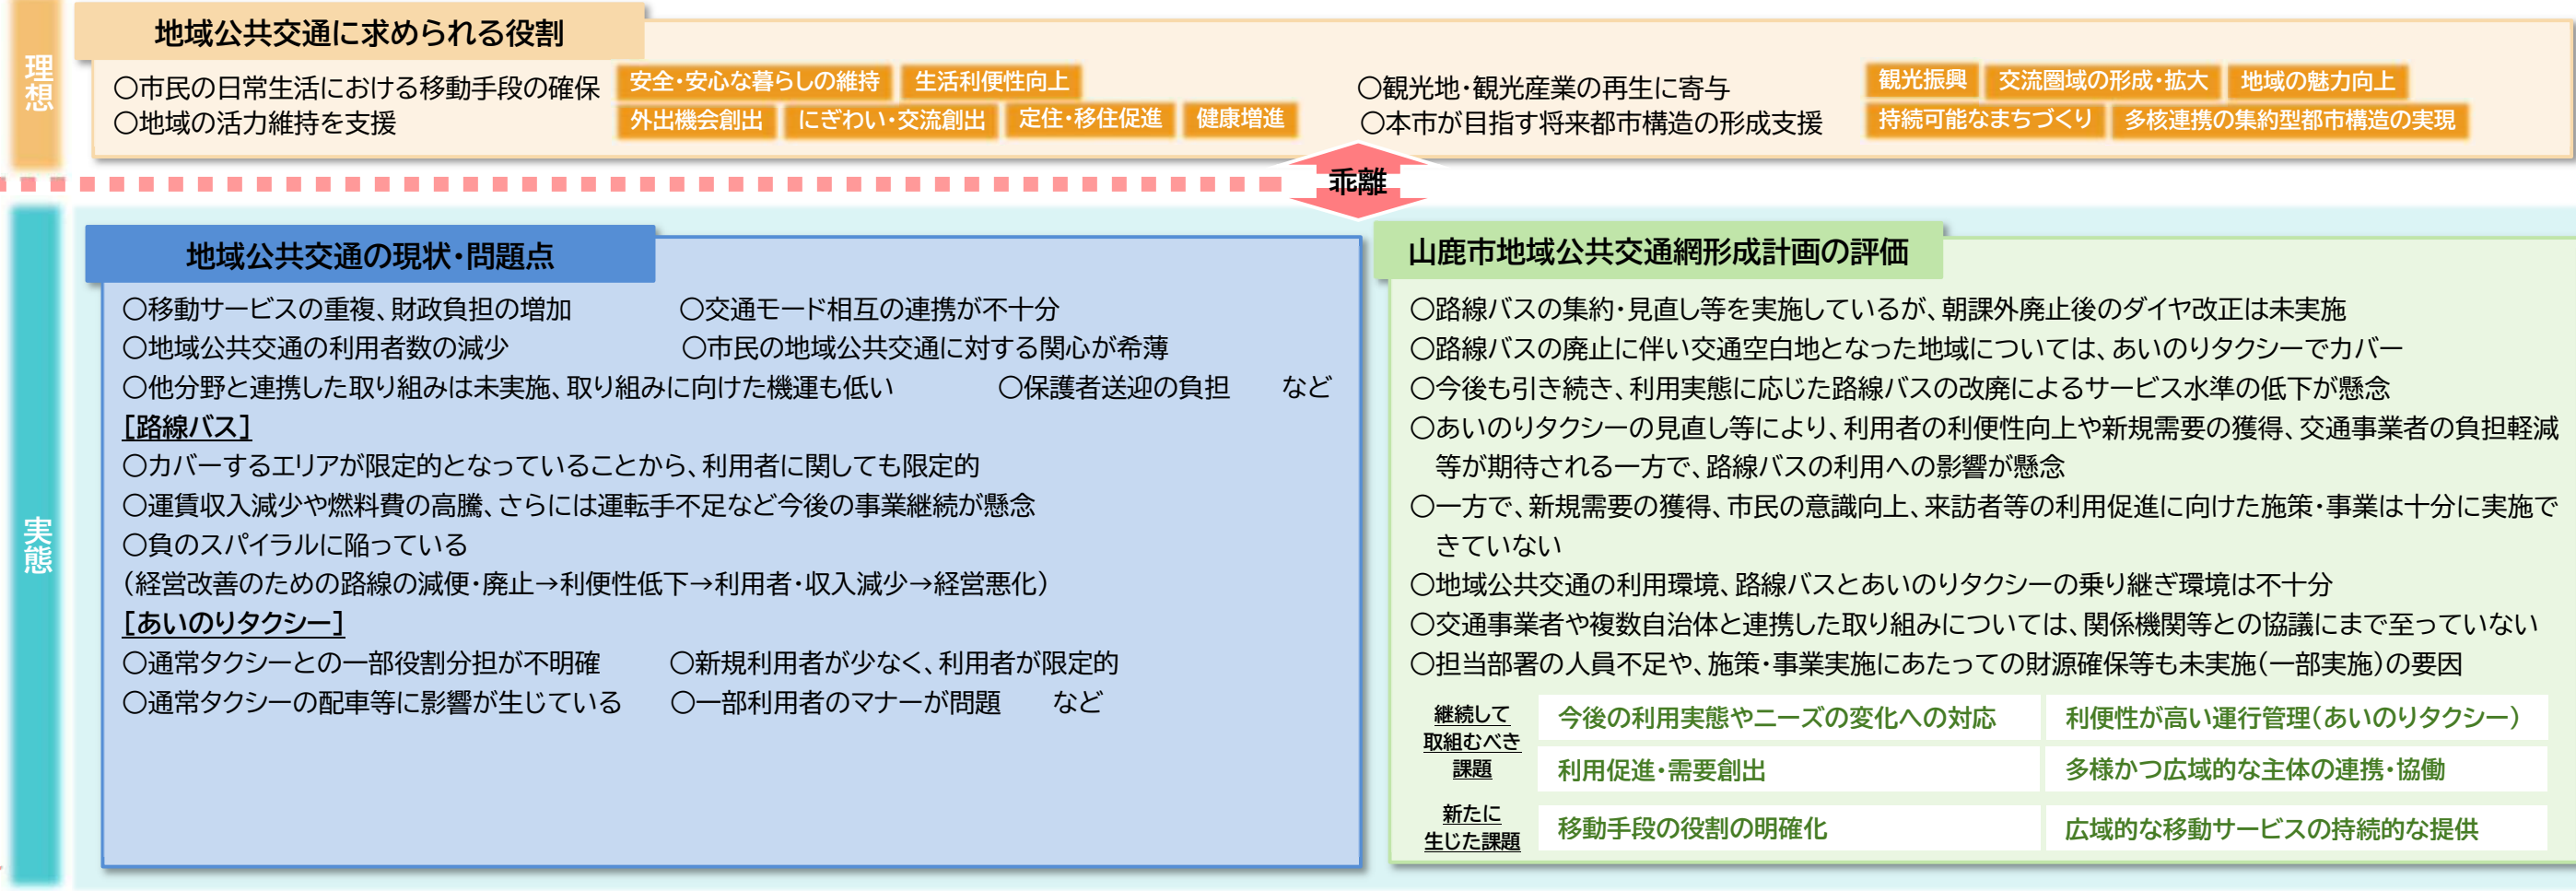 理想
地域公共交通に求められる役割
〇市民の日常生活における移動手段の確保
安全・安心な暮らしの維持
生活利便性向上
〇地域の活力維持を支援
外出機会創出
にぎわい・交流創出
定住・移住促進
健康増進
〇観光地・観光産業の再生に寄与
観光振興
交流圏域の形成・拡大
地域の魅力向上
〇本市が目指す将来都市構造の形成支援
持続可能なまちづくり
多核連携の集約型都市構造の実現
乖離
実態
地域公共交通の現状・問題点
〇移動サービスの重複、財政負担の増加
〇交通モード相互の連携が不十分
〇地域公共交通の利用者数の減少
〇市民の地域公共交通に対する関心が希薄
〇他分野と連携した取り組みは未実施、取り組みに向けた機運も低い
〇保護者送迎の負担　など
[路線バス]
〇カバーするエリアが限定的となっていることから、利用者に関しても限定的
〇運賃収入減少や燃料費の高騰、さらには運転手不足など今後の事業継続が懸念
〇負のスパイラルに陥っている
（経営改善のための路線の減便・廃止→利便性低下→利用者・収入減少→経営悪化）
[あいのりタクシー]
〇通常タクシーとの一部役割分担が不明確
〇新規利用者が少なく、利用者が限定的
〇通常タクシーの配車等に影響が生じている
〇一部利用者のマナーが問題　など
山鹿市地域公共交通網形成計画の評価
〇路線バスの集約・見直し等を実施しているが、朝課外廃止後のダイヤ改正は未実施
〇路線バスの廃止に伴い交通空白地となった地域については、あいのりタクシーでカバー
〇今後も引き続き、利用実態に応じた路線バスの改廃によるサービス水準の低下が懸念
〇あいのりタクシーの見直し等により、利用者の利便性向上や新規需要の獲得、交通事業者の負担軽減
等が期待される一方で、路線バスの利用への影響が懸念
〇一方で、新規需要の獲得、市民の意識向上、来訪者等の利用促進に向けた施策・事業は十分に実施で
きていない
〇地域公共交通の利用環境、路線バスとあいのりタクシーの乗り継ぎ環境は不十分
〇交通事業者や複数自治体と連携した取り組みについては、関係機関等との協議にまで至っていない
〇担当部署の人員不足や、施策・事業実施にあたっての財源確保等も未実施（一部実施）の要因
継続して
取組むべき
課題
今後の利用実態やニーズの変化への対応
利便性が高い運行管理（あいのりタクシー）
利用促進・需要創出
多様かつ広域的な主体の連携・協働
新たに
生じた課題
移動手段の役割の明確化
広域的な移動サービスの持続的な提供